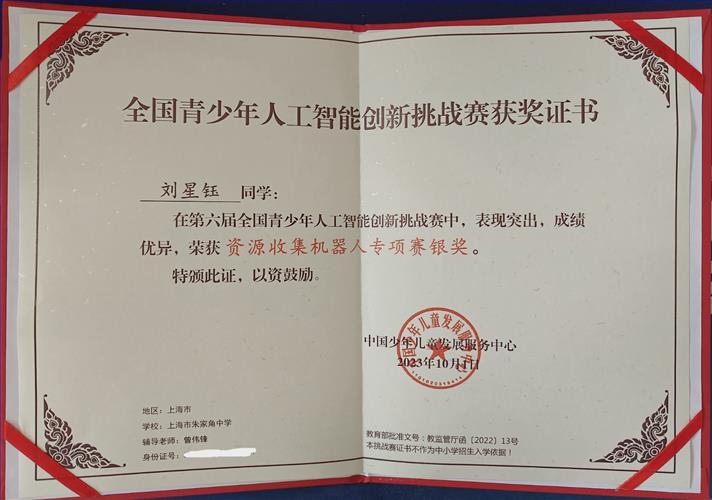 全国青少年人工智能创新挑战赛获奖证书
刘星钰 同学：
在第六届全国青少年人工智能创新挑战赛中，表现突出，成绩
优异，荣获 资源收集机器人专项赛银奖。
特颁此证，以资鼓励。
中国少年儿童发展服务中心
2023年10月1日
地区：上海市
学校：上海市朱家角中学
辅导老师：曾伟锋
身份证号：
教育部批准文号：教监管厅函〔2022〕13号
本挑战赛证书不作为中小学招生入学依据！